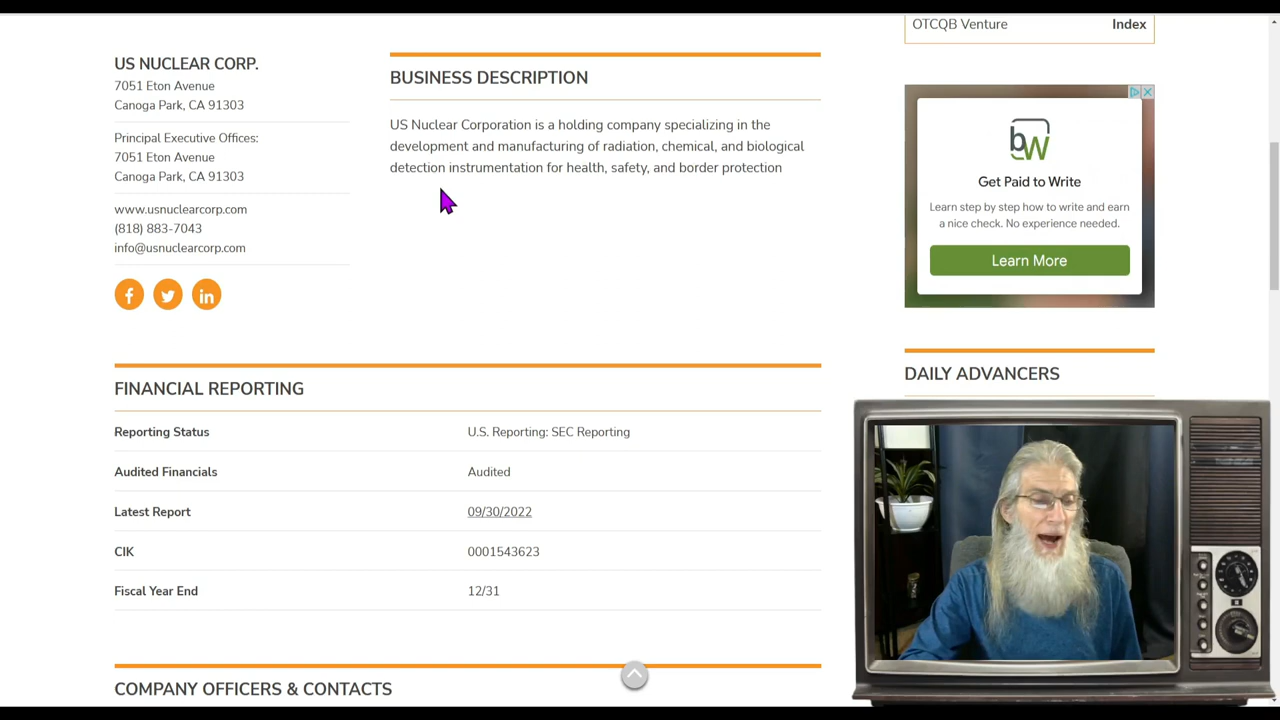 OTCQB Venture Index
US NUCLEAR CORP.
7051 Eton Avenue
Canoga Park, CA 91303
Principal Executive Offices:
7051 Eton Avenue
Canoga Park, CA 91303
www.usnuclearcorp.com
(818) 883-7043
info@usnuclearcorp.com
BUSINESS DESCRIPTION
US Nuclear Corporation is a holding company specializing in the
development and manufacturing of radiation, chemical, and biological
detection instrumentation for health, safety, and border protection
bW
Get Paid to Write
Learn step by step how to write and earn
a nice check. No experience needed.
Learn More
FINANCIAL REPORTING
Reporting Status U.S. Reporting: SEC Reporting
Audited Financials Audited
Latest Report 09/30/2022
CIK 0001543623
Fiscal Year End 12/31
DAILY ADVANCERS
COMPANY OFFICERS & CONTACTS